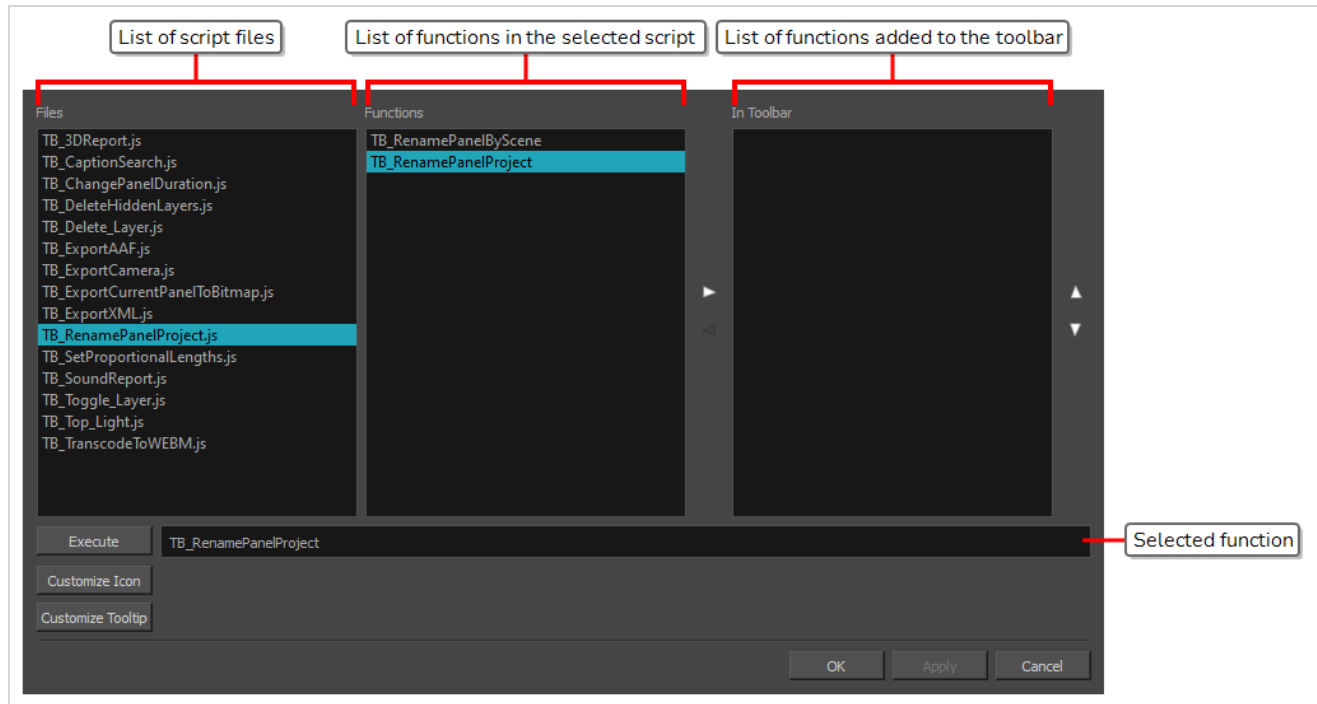 List of script files
List of functions in the selected script
List of functions added to the toolbar
Files
Functions
In Toolbar
TB_3DReport.js
TB_CaptionSearch.js
TB_ChangePanelDuration.js
TB_DeleteHiddenLayers.js
TB_Delete_Layer.js
TB_ExportAAF.js
TB_ExportCamera.js
TB_ExportCurrentPanelToBitmap.js
TB_ExportXML.js
TB_RenamePanelProject.js
TB_SetProportionalLengths.js
TB_SoundReport.js
TB_Toggle_Layer.js
TB_Top_Light.js
TB_TranscodeToWEBM.js
TB_RenamePanelByScene
TB_RenamePanelProject
Execute
TB_RenamePanelProject
Selected function
Customize Icon
Customize Tooltip
OK
Apply
Cancel